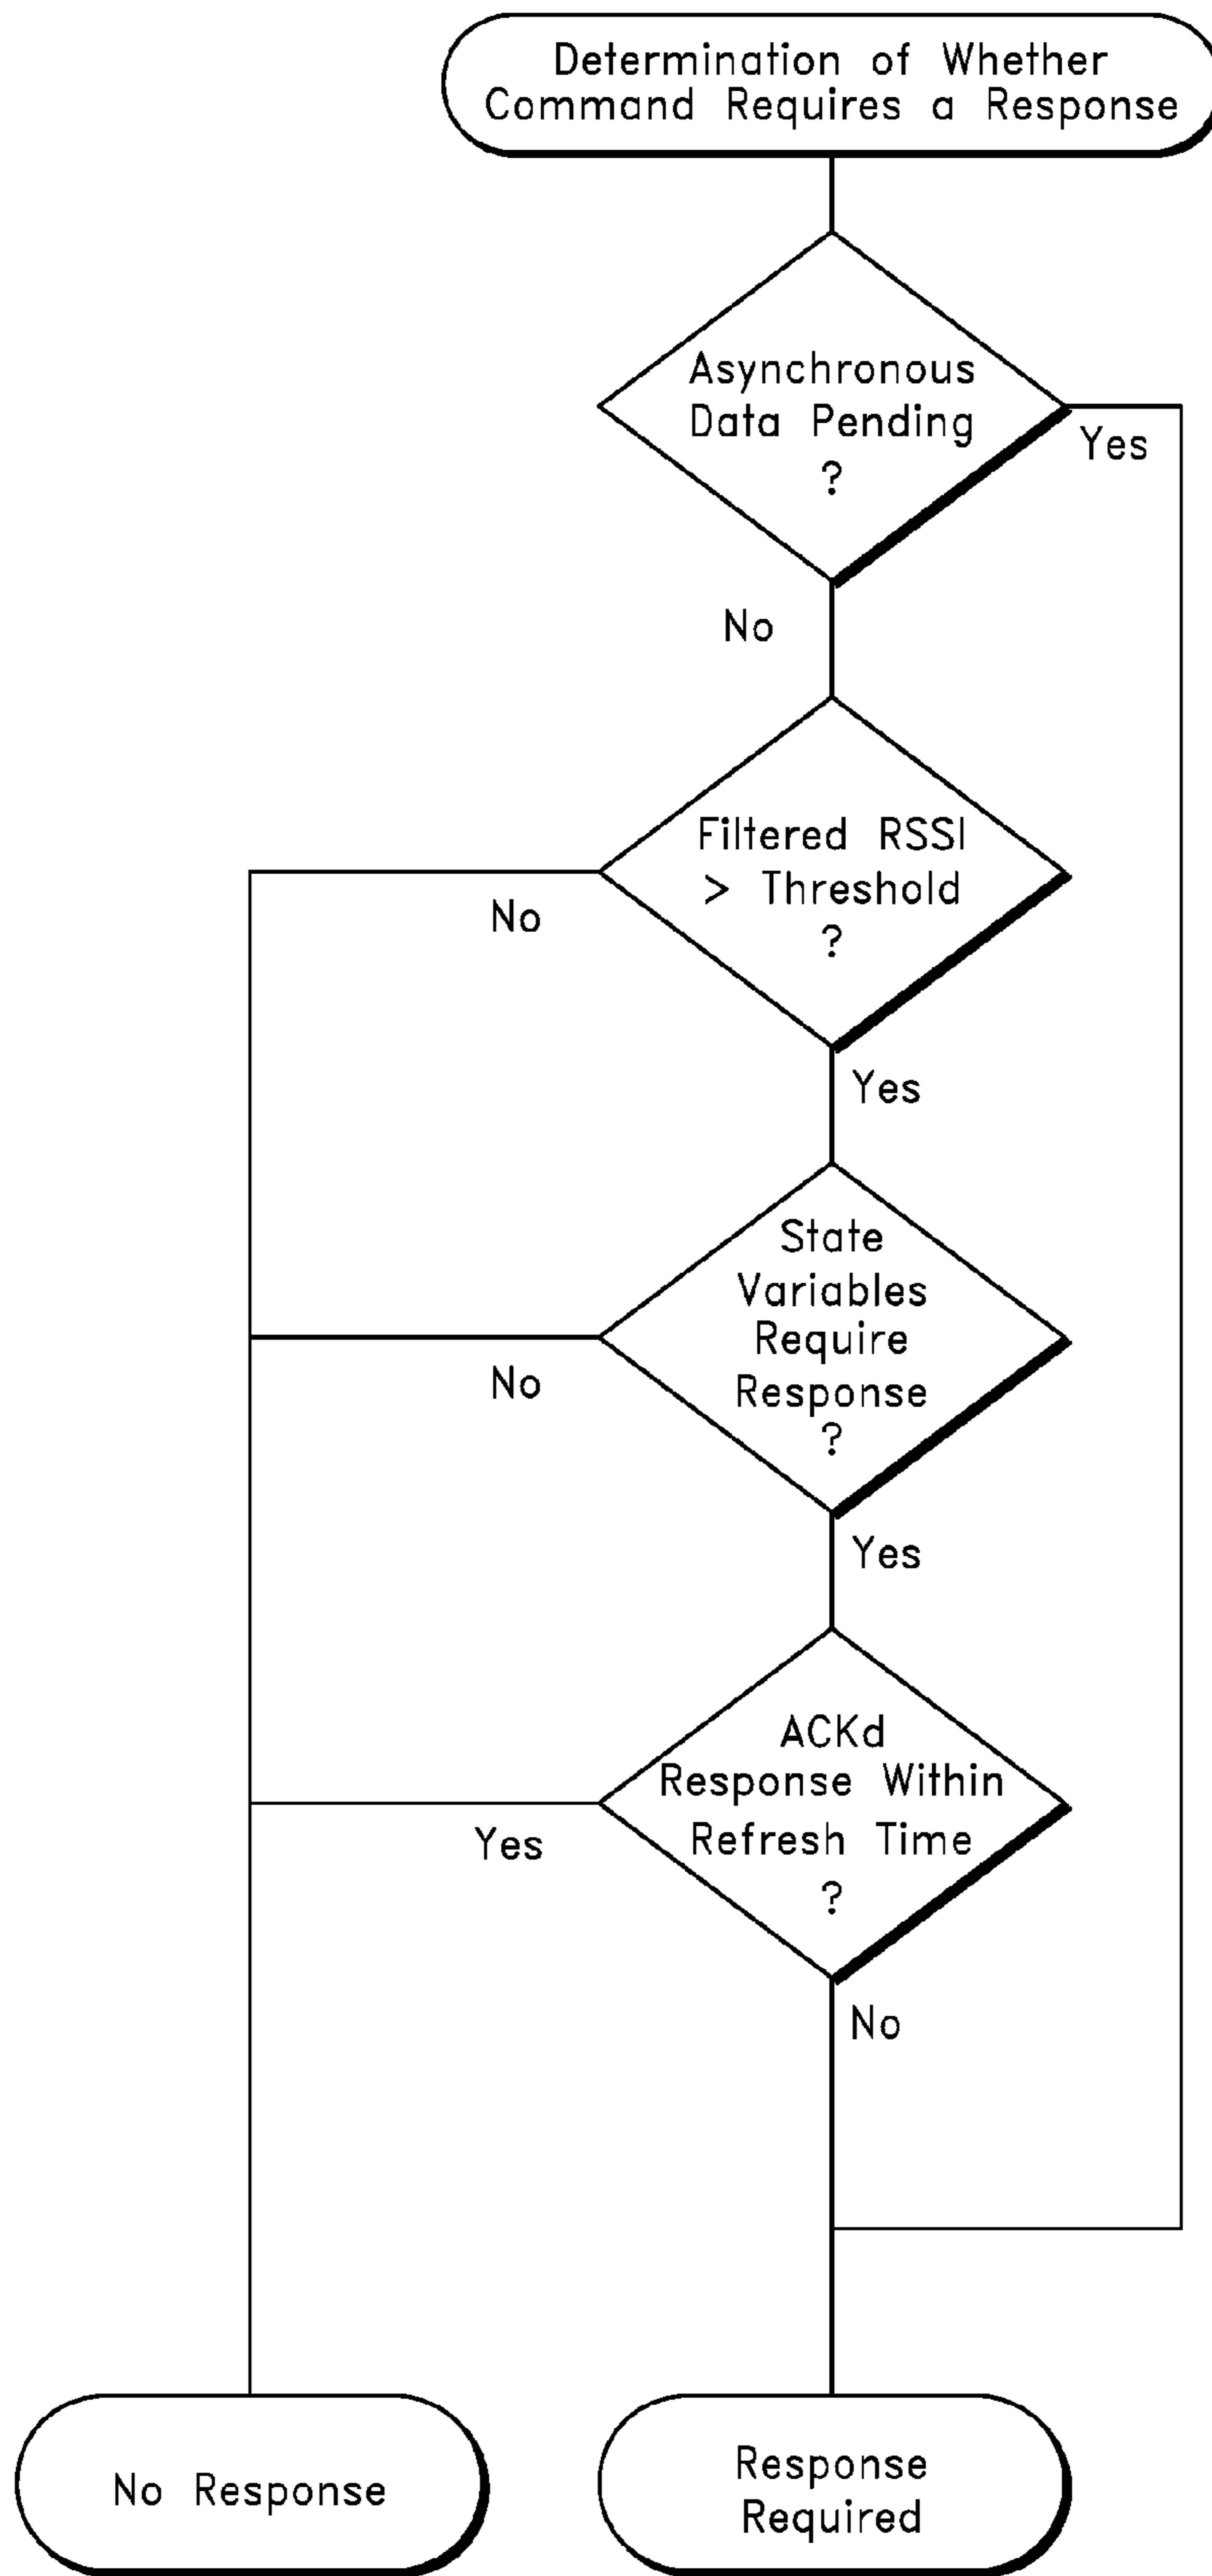 Determination of Whether
Command Requires a Response
Asynchronous
Data Pending
?
Yes
No
Filtered RSSI
> Threshold
?
No
Yes
State
Variables
Require
Response
?
No
Yes
ACKd
Response Within
Refresh Time
?
Yes
No
No Response
Response
Required